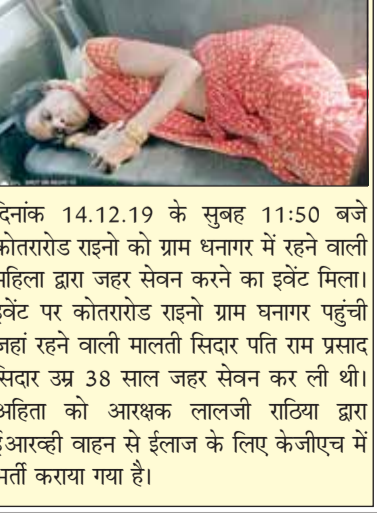 दिनांक 14.12.19 के सुबह 11:50 बजे
कोतरारोड राइनो को ग्राम धनागर में रहने वाली
महिला द्वारा जहर सेवन करने का इवेंट मिला।
इवेंट पर कोतरारोड राइनो ग्राम घनागर पहुंची
जहां रहने वाली मालती सिदार पति राम प्रसाद
सिदार उम्र 38 साल जहर सेवन कर ली थी।
अहिता को आरक्षक लालजी राठिया द्वारा
ईआरव्ही वाहन से ईलाज के लिए केजीएच में
भर्ती कराया गया है।